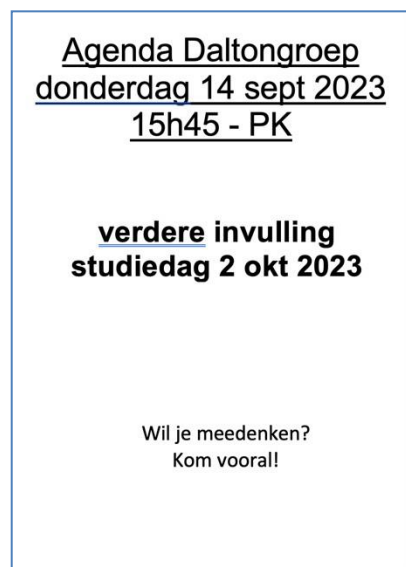 Agenda Daltongroep
donderdag 14 sept 2023
15h45 - PK
verdere invulling
studiedag 2 okt 2023
Wil je meedenken?
Kom vooral!